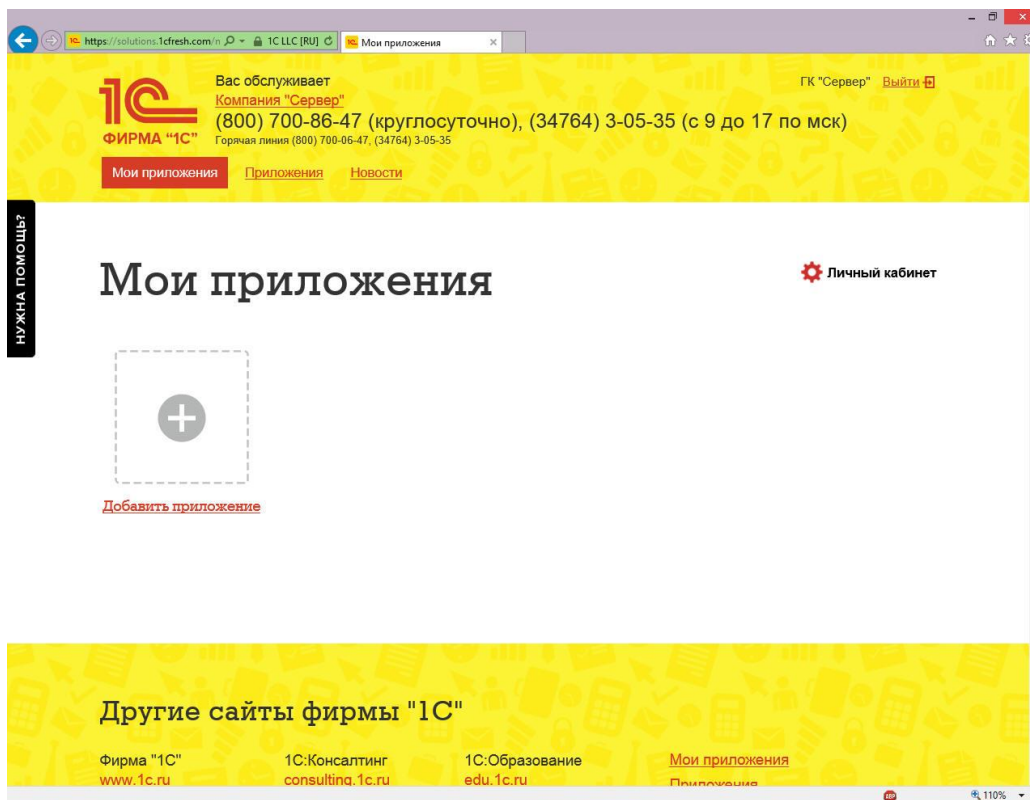 https://solutions.1cfresh.com/n
1C LLC [RU]
Мои приложения
1С
ФИРМА “1С”
Вас обслуживает
Компания "Сервер"
(800) 700-86-47 (круглосуточно), (34764) 3-05-35 (с 9 до 17 по мск)
Горячая линия (800) 700-06-47, (34764) 3-05-35
ГК "Сервер" Выйти
Мои приложения Приложения Новости
НУЖНА ПОМОЩЬ?
Мои приложения
Личный кабинет
Добавить приложение
Другие сайты фирмы "1С"
Фирма "1С" 1С:Консалтинг 1С:Образование Мои приложения
www.1c.ru consulting.1c.ru edu.1c.ru Приложения
ABP
110%